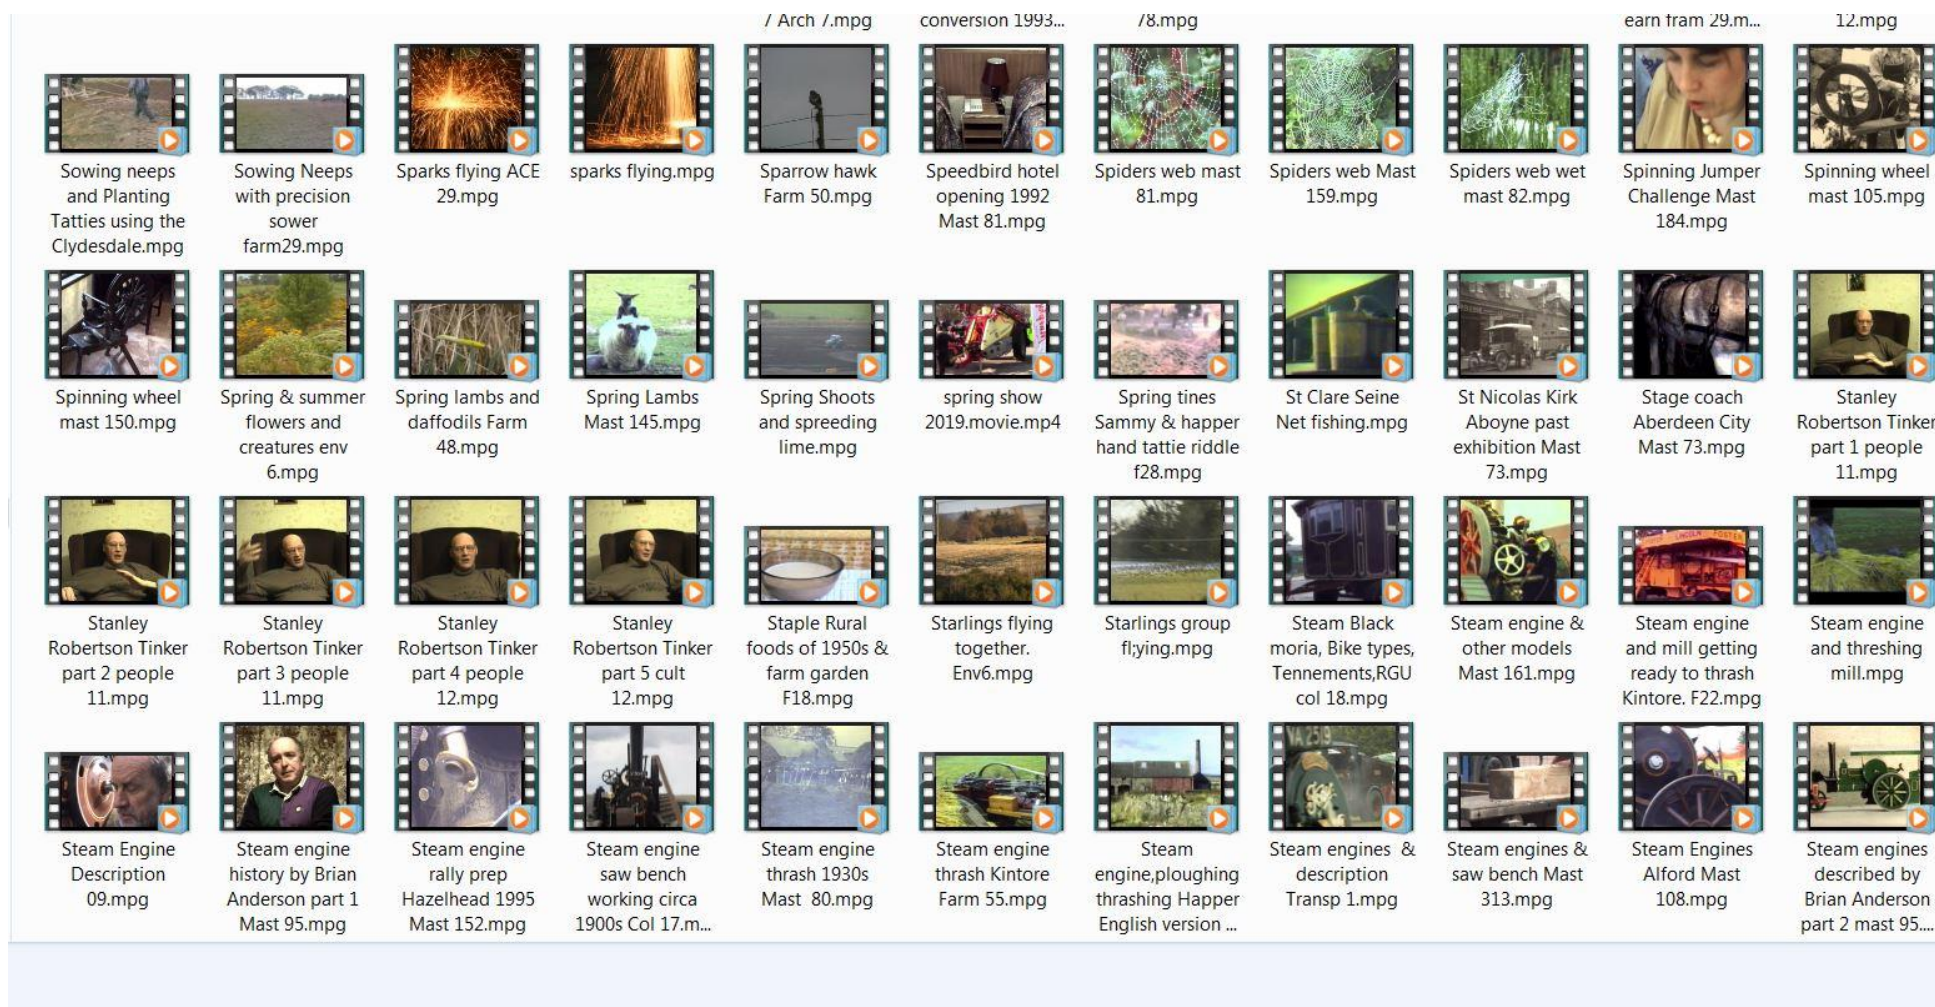 7 Arch 7.mpg
conversion 1993...
78.mpg
earn fram 29.m...
12.mpg
Sowing neeps
and Planting
Tatties using the
Clydesdale.mpg
Sowing Neeps
with precision
sower
farm29.mpg
Sparks flying ACE
29.mpg
sparks flying.mpg
Sparrow hawk
Farm 50.mpg
Speedbird hotel
opening 1992
Mast 81.mpg
Spiders web mast
81.mpg
Spiders web Mast
159.mpg
Spiders web wet
mast 82.mpg
Spinning Jumper
Challenge Mast
184.mpg
Spinning wheel
mast 105.mpg
Spinning wheel
mast 150.mpg
Spring & summer
flowers and
creatures env
6.mpg
Spring lambs and
daffodils Farm
48.mpg
Spring Lambs
Mast 145.mpg
Spring Shoots
and spreeding
lime.mpg
spring show
2019.movie.mp4
Spring tines
Sammy & happer
hand tattie riddle
f28.mpg
St Clare Seine
Net fishing.mpg
St Nicolas Kirk
Aboyne past
exhibition Mast
73.mpg
Stage coach
Aberdeen City
Mast 73.mpg
Stanley
Robertson Tinker
part 1 people
11.mpg
Stanley
Robertson Tinker
part 2 people
11.mpg
Stanley
Robertson Tinker
part 3 people
11.mpg
Stanley
Robertson Tinker
part 4 people
12.mpg
Stanley
Robertson Tinker
part 5 cult
12.mpg
Staple Rural
foods of 1950s &
farm garden
F18.mpg
Starlings flying
together.
Env6.mpg
Starlings group
fl;ying.mpg
Steam Black
moria, Bike types,
Tennements,RGU
col 18.mpg
Steam engine &
other models
Mast 161.mpg
LINCOLN FOSTER
Steam engine
and mill getting
ready to thrash
Kintore. F22.mpg
Steam engine
and threshing
mill.mpg
Steam Engine
Description
09.mpg
Steam engine
history by Brian
Anderson part 1
Mast 95.mpg
Steam engine
rally prep
Hazelhead 1995
Mast 152.mpg
Steam engine
saw bench
working circa
1900s Col 17.m...
Steam engine
thrash 1930s
Mast 80.mpg
Steam engine
thrash Kintore
Farm 55.mpg
Steam
engine,ploughing
thrashing Happer
English version ...
YA 2519
Steam engines &
description
Transp 1.mpg
Steam engines &
saw bench Mast
313.mpg
Steam Engines
Alford Mast
108.mpg
Steam engines
described by
Brian Anderson
part 2 mast 95....